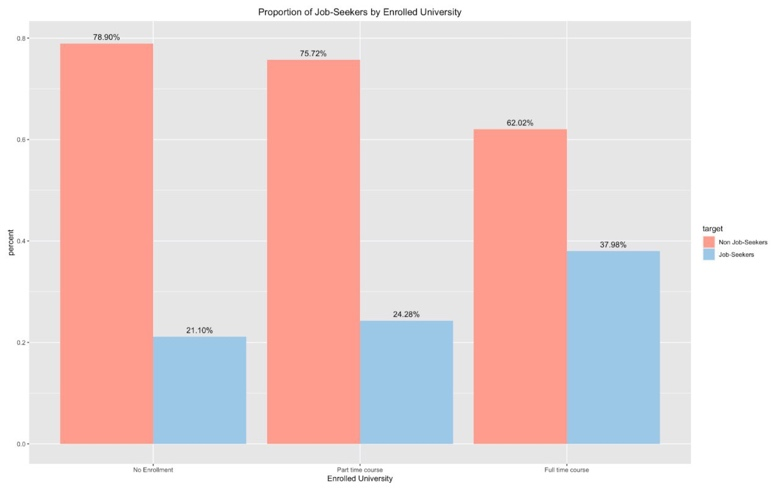 Proportion of Job-Seekers by Enrolled University
78.90%
75.72%
62.02%
37.98%
24.28%
21.10%
0.8
0.6
0.4
0.2
0.0
percent
No Enrollment
Part time course
Full time course
Enrolled University
target
Non Job-Seekers
Job-Seekers